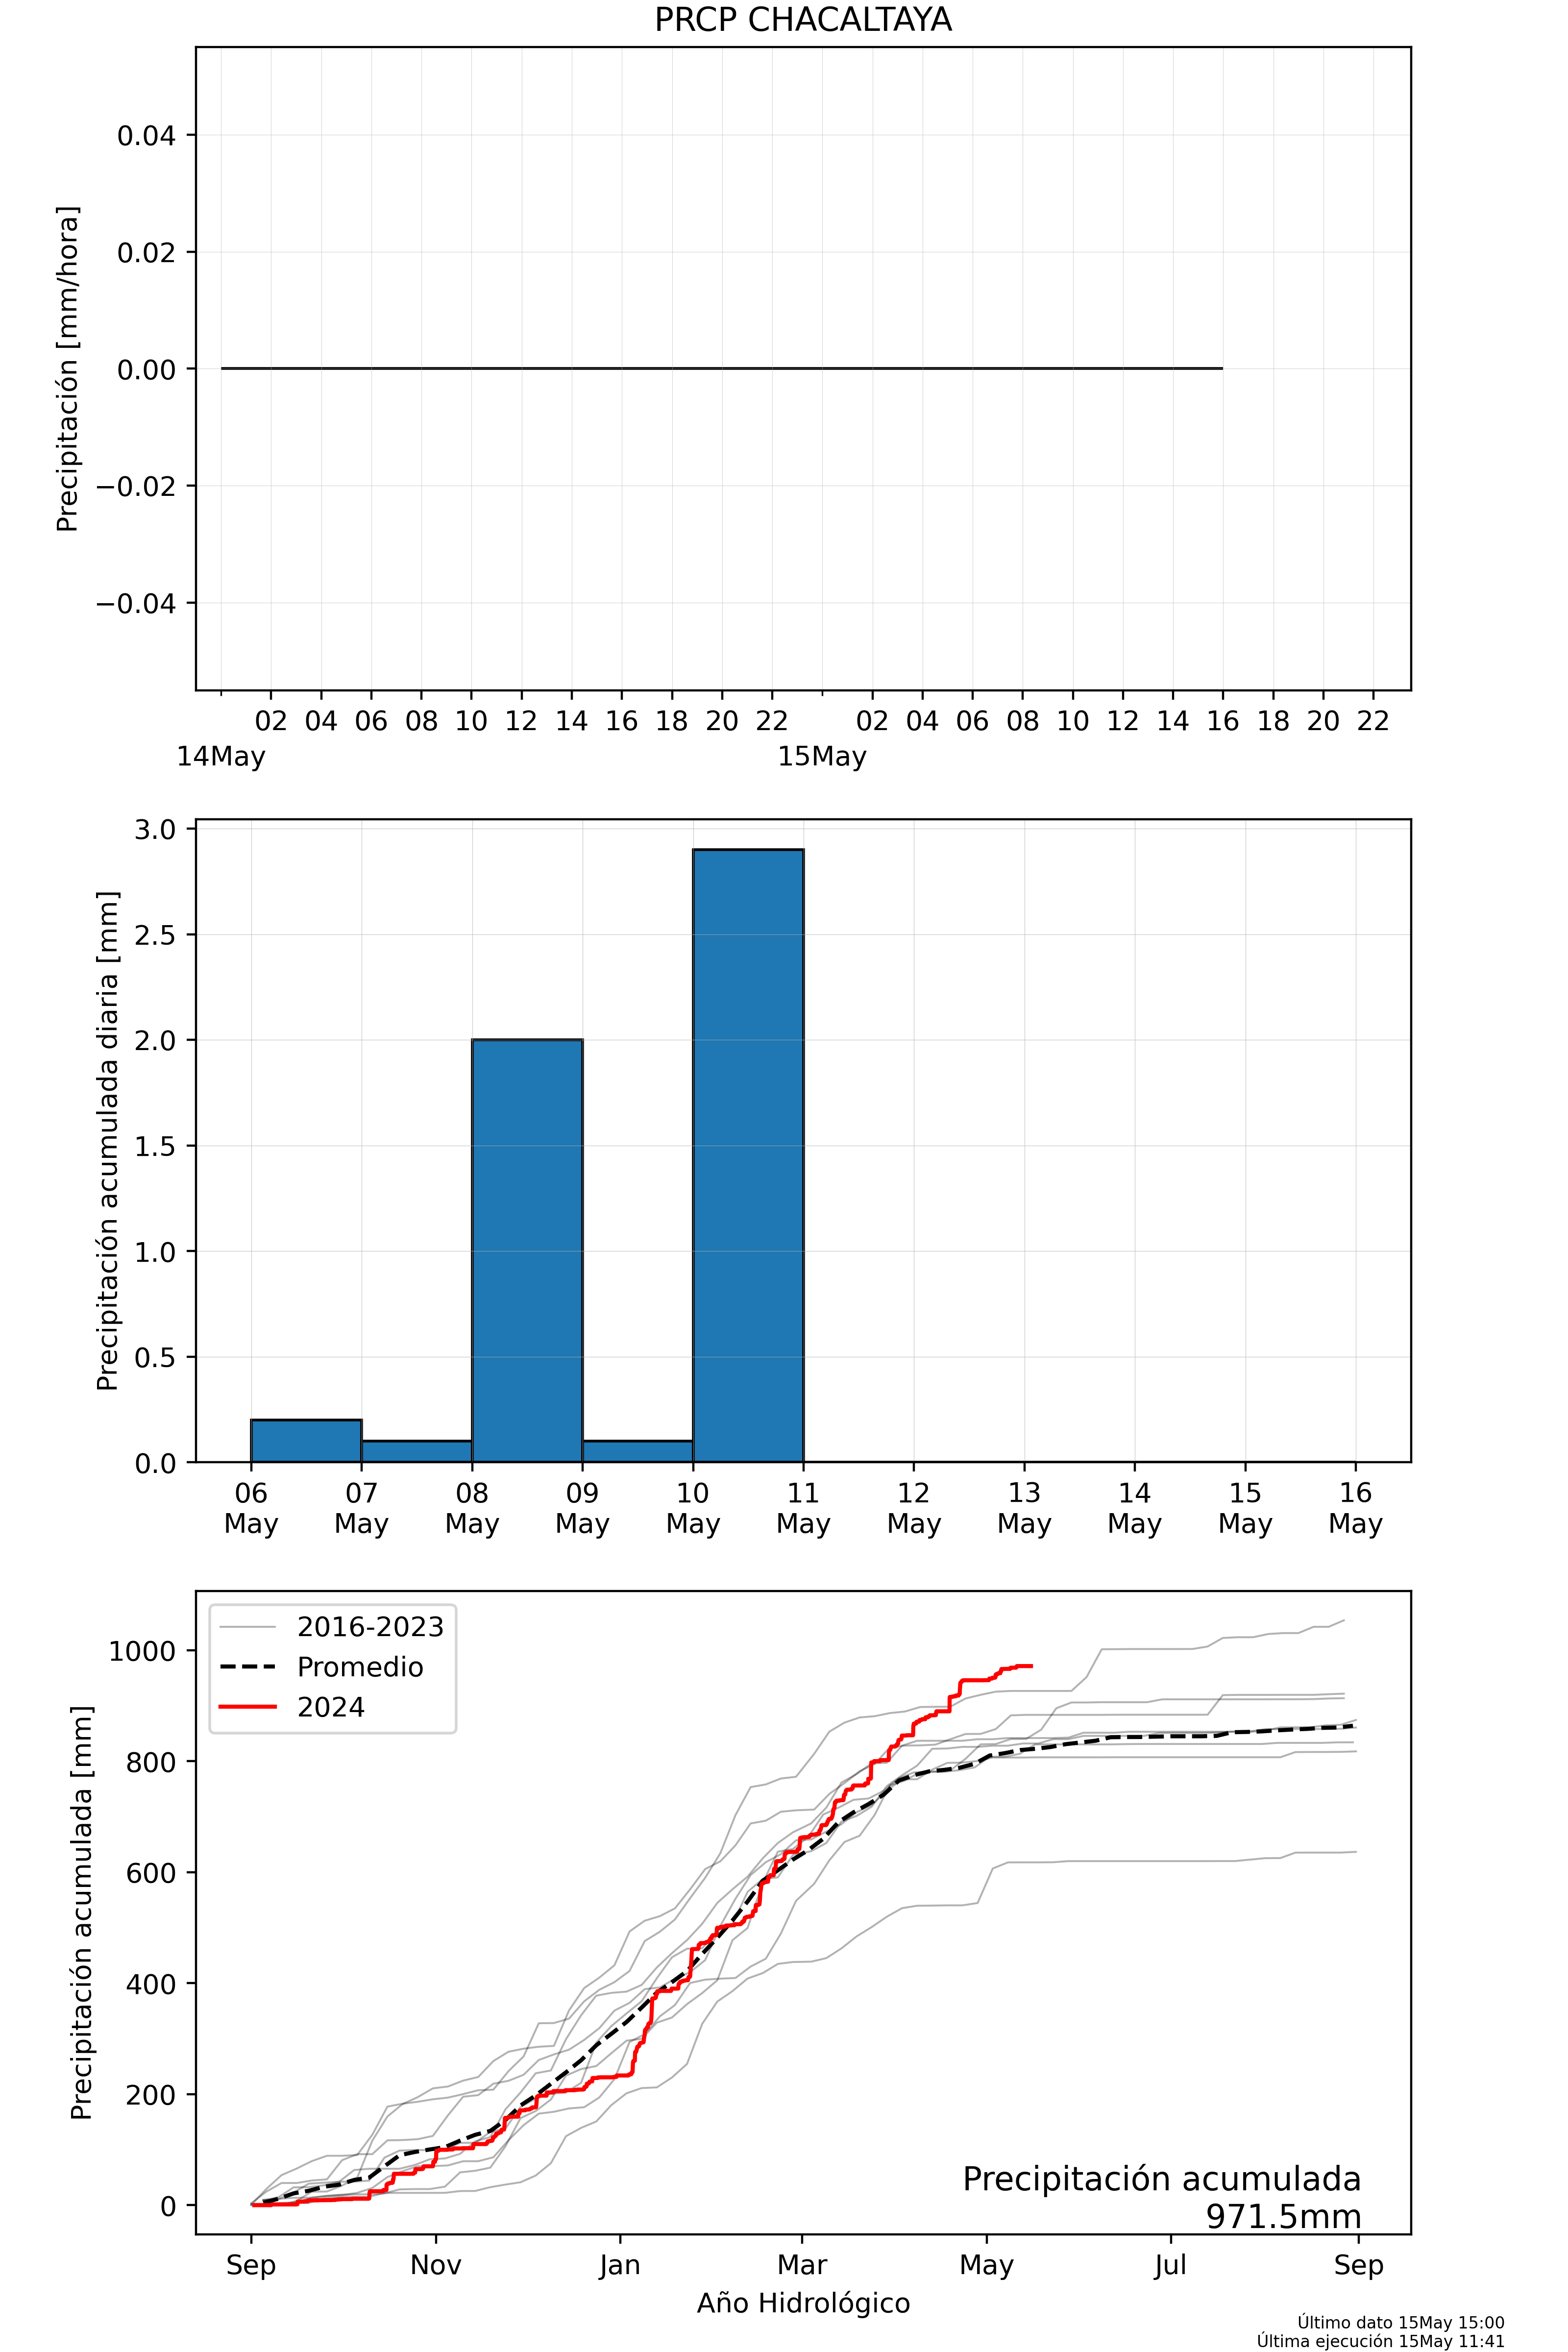 PRCP CHACALTAYA
Precipitación [mm/hora]
0.04
0.02
0.00
−0.02
−0.04
02 04 06 08 10 12 14 16 18 20 22 02 04 06 08 10 12 14 16 18 20 22
14May 15May
Precipitación acumulada diaria [mm]
3.0
2.5
2.0
1.5
1.0
0.5
0.0
06 07 08 09 10 11 12 13 14 15 16
May May May May May May May May May May May
Precipitación acumulada [mm]
1000
800
600
400
200
0
2016-2023
Promedio
2024
Precipitación acumulada
971.5mm
Sep Nov Jan Mar May Jul Sep
Año Hidrológico
Último dato 15May 15:00
Última ejecución 15May 11:41